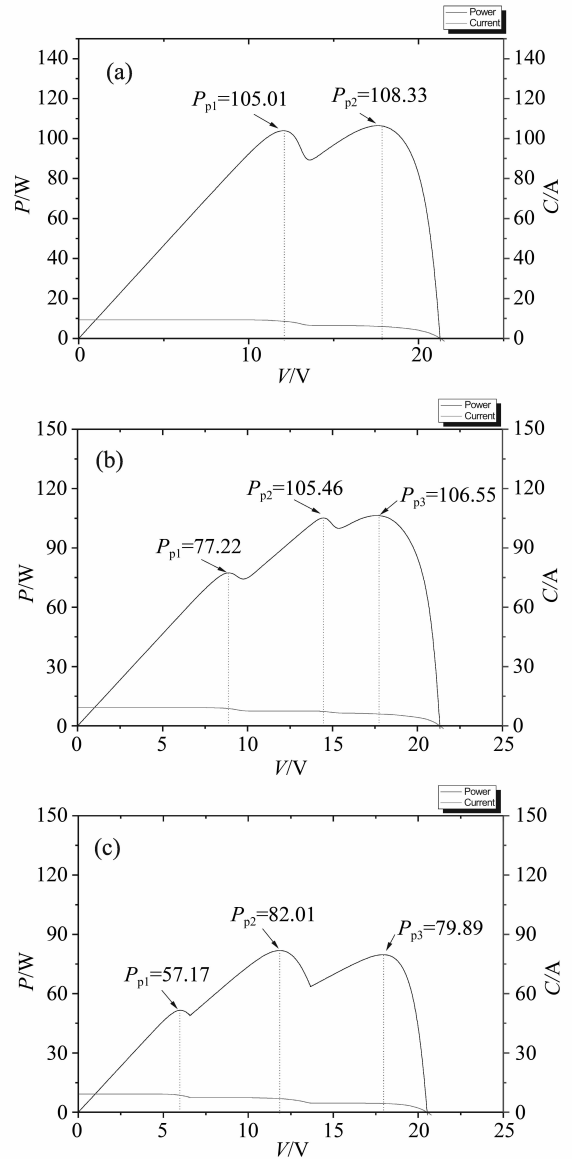 Power
Current
(a)
Pp1=105.01
Pp2=108.33
P/W
C/A
140
120
100
80
60
40
20
0
140
120
100
80
60
40
20
0
0
10
20
V/V
Power
Current
(b)
Pp1=77.22
Pp2=105.46
Pp3=106.55
P/W
C/A
150
120
90
60
30
0
150
120
90
60
30
0
0
5
10
15
20
25
V/V
Power
Current
(c)
Pp1=57.17
Pp2=82.01
Pp3=79.89
P/W
C/A
150
120
90
60
30
0
150
120
90
60
30
0
0
5
10
15
20
25
V/V